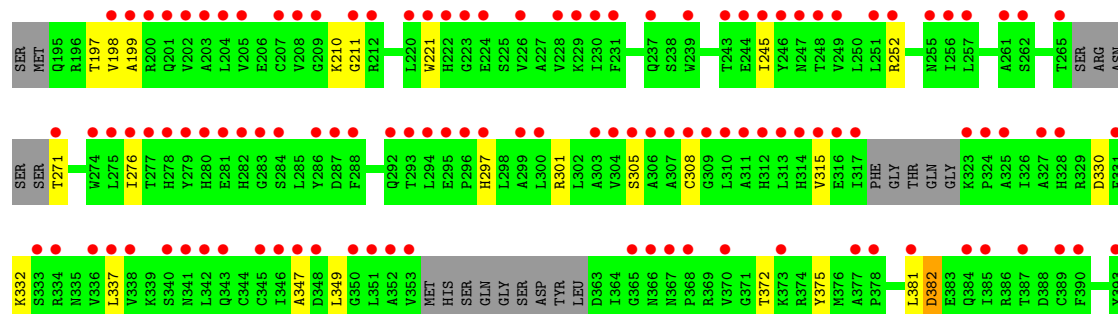 SER MET Q195 R196 T197 V198 A199 R200 Q201 V202 A203 L204 V205 E206 C207 V208 G209 K210 G211 R212 L220 W221 H222 G223 E224 S225 V226 A227 V228 K229 I230 F231 Q237 S238 W239 T243 E244 I245 Y246 N247 T248 V249 L250 L251 R252 N255 I256 L257 A261 S262 T265 SER ARG ASN
SER SER T271 W274 L275 I276 T277 H278 Y279 H280 E281 H282 G283 S284 L285 Y286 D287 F288 Q292 T293 L294 E295 P296 H297 L298 A299 L300 R301 L302 A303 V304 S305 A306 A307 C308 G309 L310 A311 H312 L313 H314 V315 E316 I317 PHE GLY THR GLN GLY K323 P324 A325 I326 A327 H328 R329 D330
K332 S333 R334 N335 V336 L337 V338 K339 S340 N341 L342 Q343 C344 C345 I346 A347 D348 L349 G350 L351 A352 V353 MET HIS SER GLN GLY SER ASP TYR LEU D363 I364 G365 N366 N367 P368 R369 V370 G371 T372 K373 R374 Y375 M376 A377 P378 L381 D382 E383 Q384 I385 R386 T387 D388 C389 F390